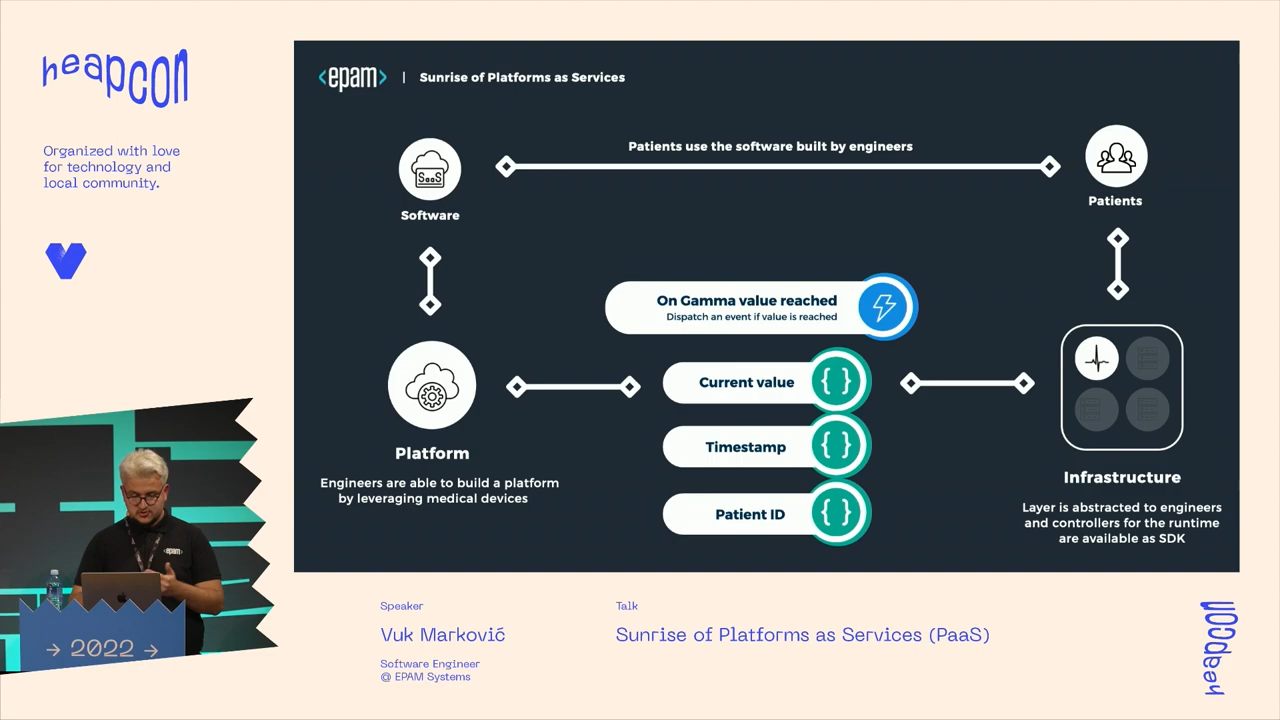 heapcon
Organized with love
for technology and
local community.
<epam> | Sunrise of Platforms as Services
Patients use the software built by engineers
SaaS
Software
Patients
On Gamma value reached
Dispatch an event if value is reached
Current value
Timestamp
Patient ID
Platform
Engineers are able to build a platform
by leveraging medical devices
Infrastructure
Layer is abstracted to engineers
and controllers for the runtime
are available as SDK
<epam>
→ 2022 →
Speaker
Vuk Marković
Software Engineer
@ EPAM Systems
Talk
Sunrise of Platforms as Services (PaaS)
heapcon